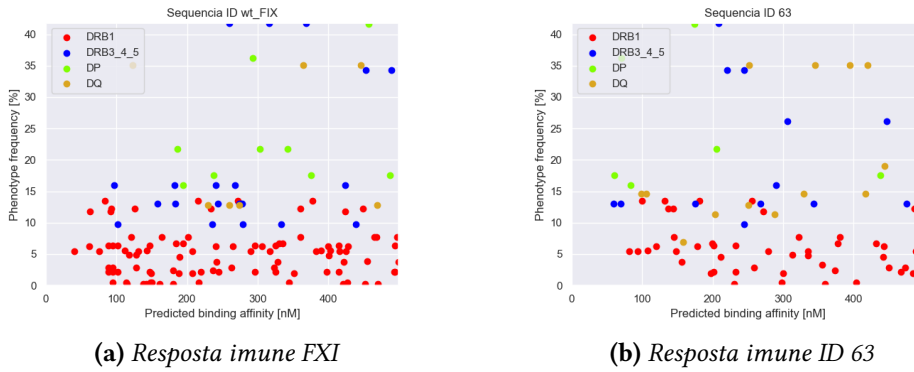 Sequencia ID wt_FIX
DRB1
DRB3_4_5
DP
DQ
Phenotype frequency [%]
40
35
30
25
20
15
10
5
0
0 100 200 300 400
Predicted binding affinity [nM]
(a) Resposta imune FXI
Sequencia ID 63
DRB1
DRB3_4_5
DP
DQ
Phenotype frequency [%]
40
35
30
25
20
15
10
5
0
0 100 200 300 400
Predicted binding affinity [nM]
(b) Resposta imune ID 63